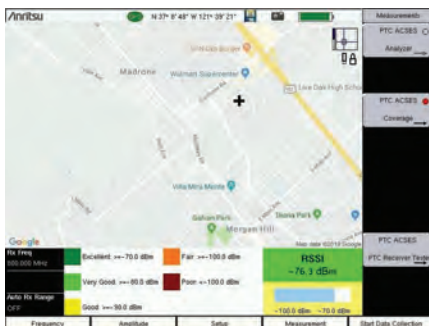 /Inritsu
N 37° 8' 48" W 121° 39' 21"
Measurements
PTC ACSES
Analyzer
PTC ACSES
Coverage
PTC ACSES
PTC Receiver Tests
Madrone
Walmart Supercenter
Live Oak High School
Villa Mira Monte
Galvan Park
Diana Park
Morgan Hill
Google
Map data ©2019 Google
Rx Freq
Excellent >=-70.0 dBm
Fair >=-100.0 dBm
Very Good >=-80.0 dBm
Poor <-100.0 dBm
Good >=-90.0 dBm
Auto Rx Range
OFF
RSSI
-76.3 dBm
-100.0 dBm -70.0 dBm
Frequency Amplitude Setup Measurement Start Data Collection